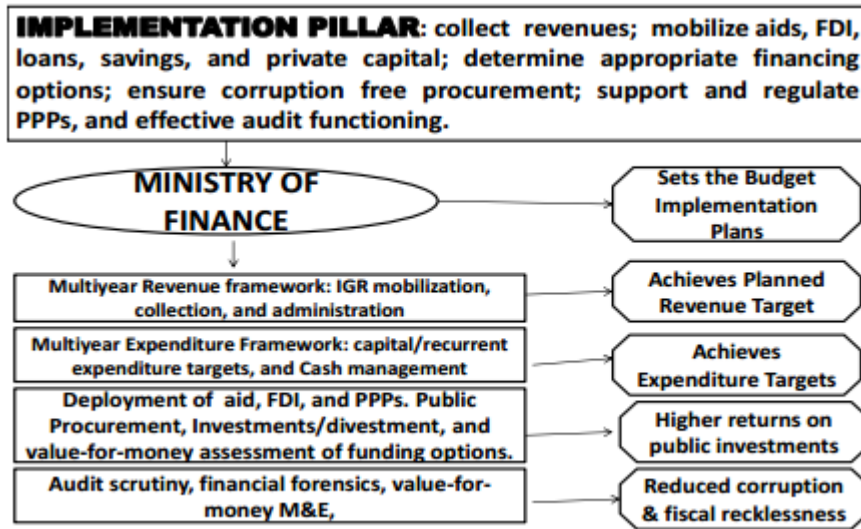 IMPLEMENTATION PILLAR: collect revenues; mobilize aids, FDI,
loans, savings, and private capital; determine appropriate financing
options; ensure corruption free procurement; support and regulate
PPPs, and effective audit functioning.
MINISTRY OF
FINANCE
Sets the Budget
Implementation
Plans
Multiyear Revenue framework: IGR mobilization,
collection, and administration
Achieves Planned
Revenue Target
Multiyear Expenditure Framework: capital/recurrent
expenditure targets, and Cash management
Achieves
Expenditure Targets
Deployment of aid, FDI, and PPPs. Public
Procurement, Investments/divestment, and
value-for-money assessment of funding options.
Higher returns on
public investments
Audit scrutiny, financial forensics, value-for-
money M&E,
Reduced corruption
& fiscal recklessness